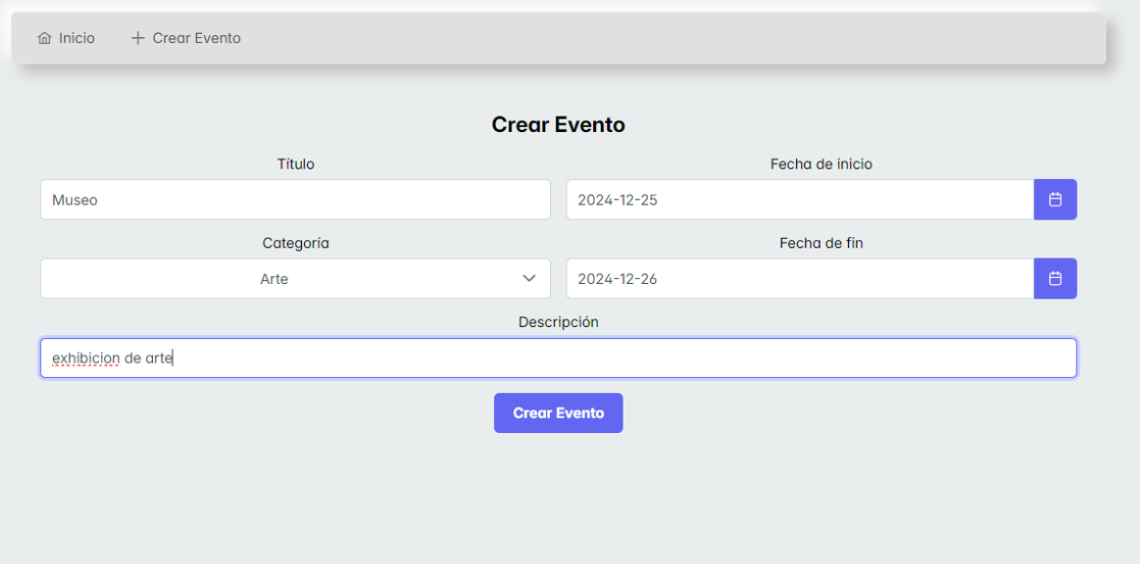 Inicio Crear Evento
Crear Evento
Título Fecha de inicio
Museo 2024-12-25
Categoría Fecha de fin
Arte 2024-12-26
Descripción
exhibicion de arte
Crear Evento